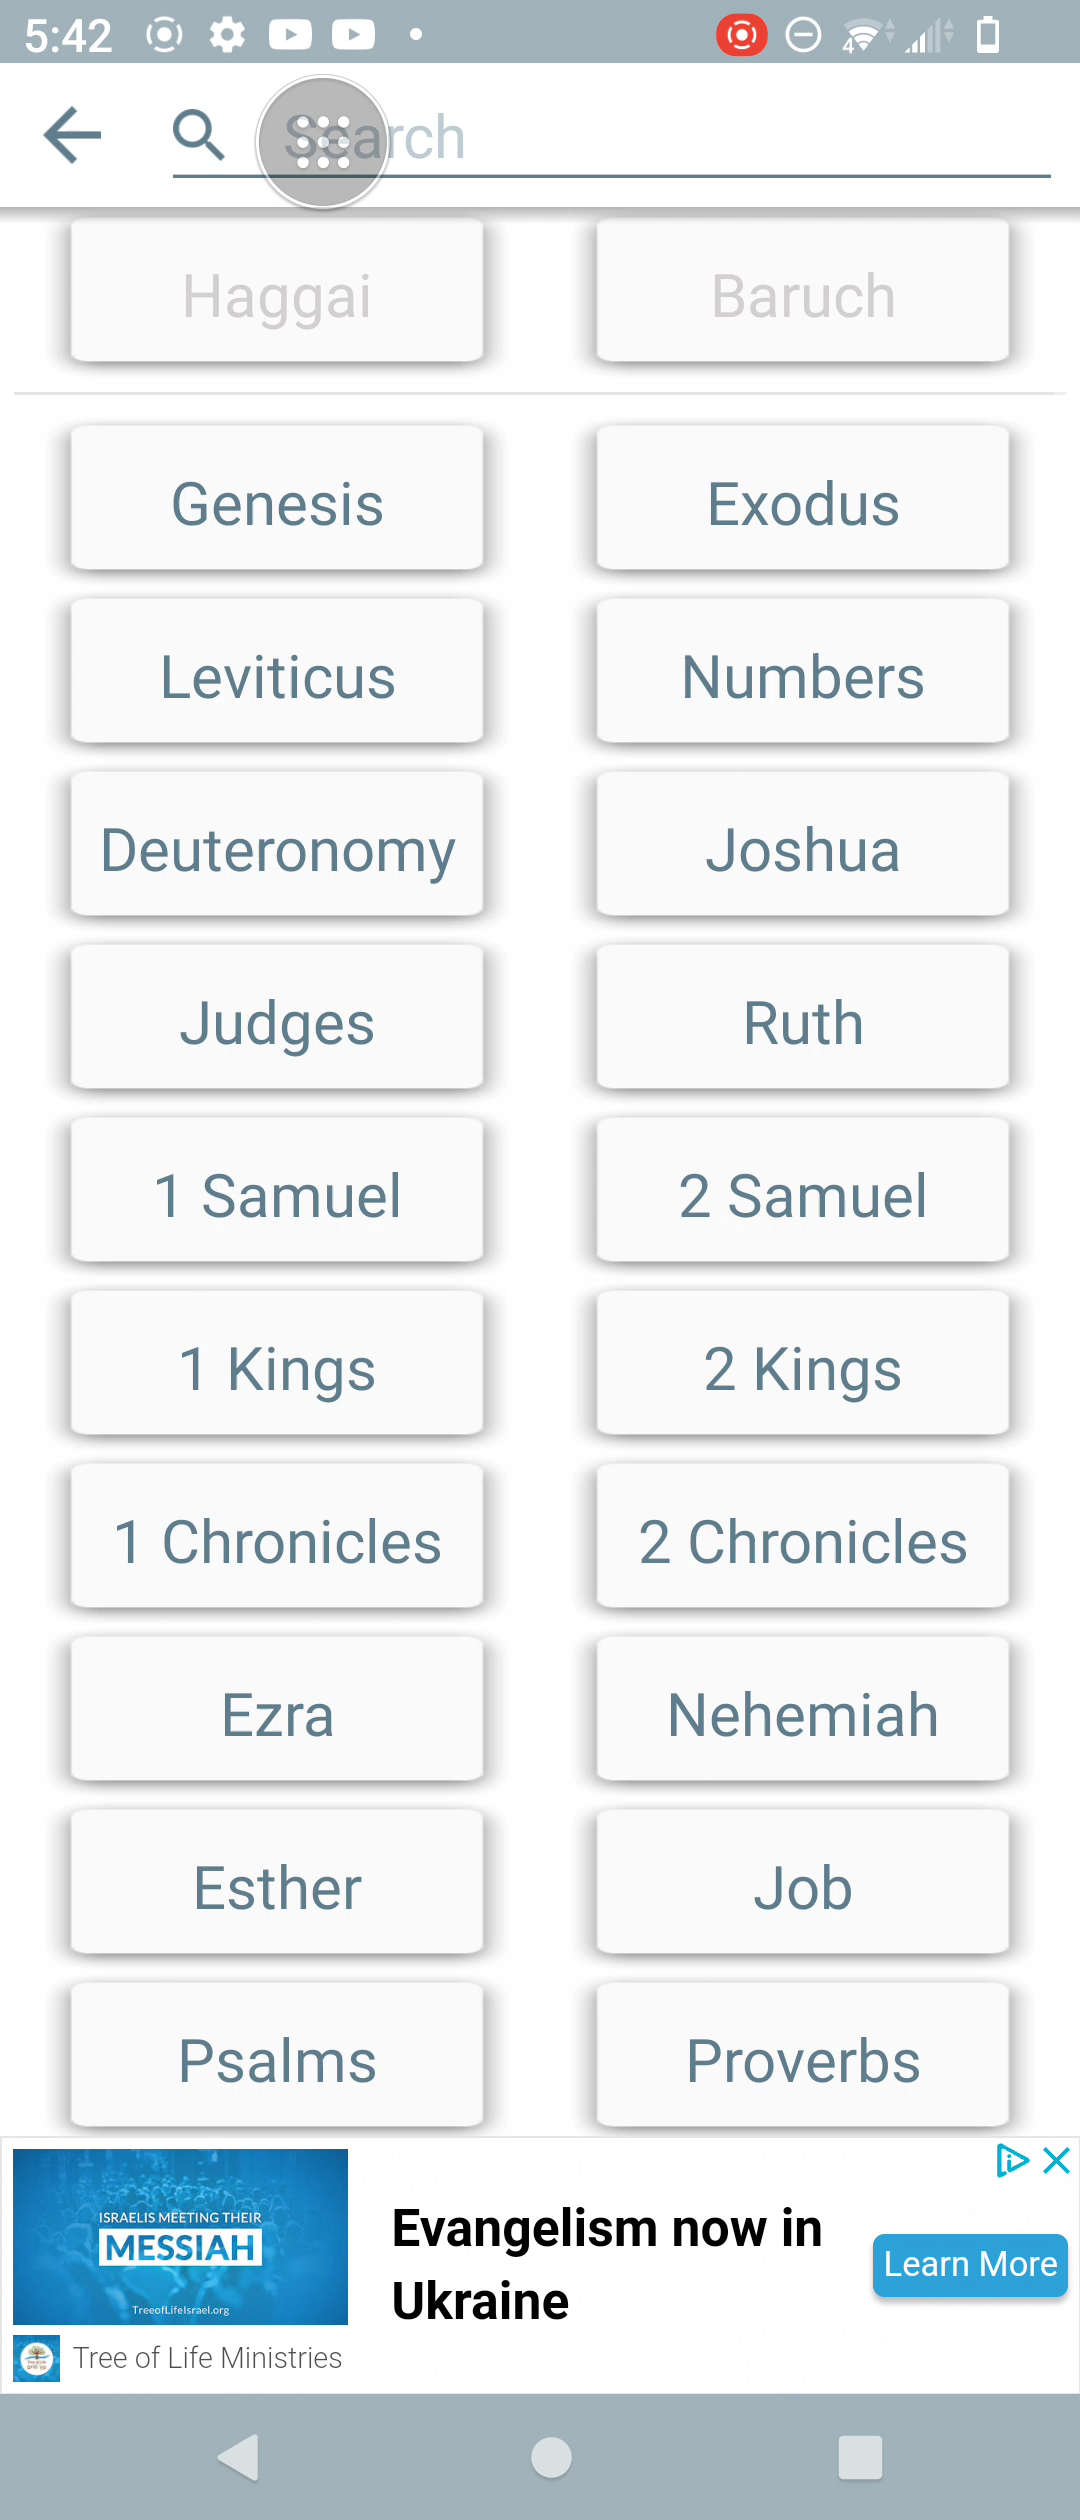 5:42
Search
Haggai
Baruch
Genesis
Exodus
Leviticus
Numbers
Deuteronomy
Joshua
Judges
Ruth
1 Samuel
2 Samuel
1 Kings
2 Kings
1 Chronicles
2 Chronicles
Ezra
Nehemiah
Esther
Job
Psalms
Proverbs
ISRAELIS MEETING THEIR
MESSIAH
TreeofLifeIsrael.org
Tree of Life Ministries
Evangelism now in
Ukraine
Learn More